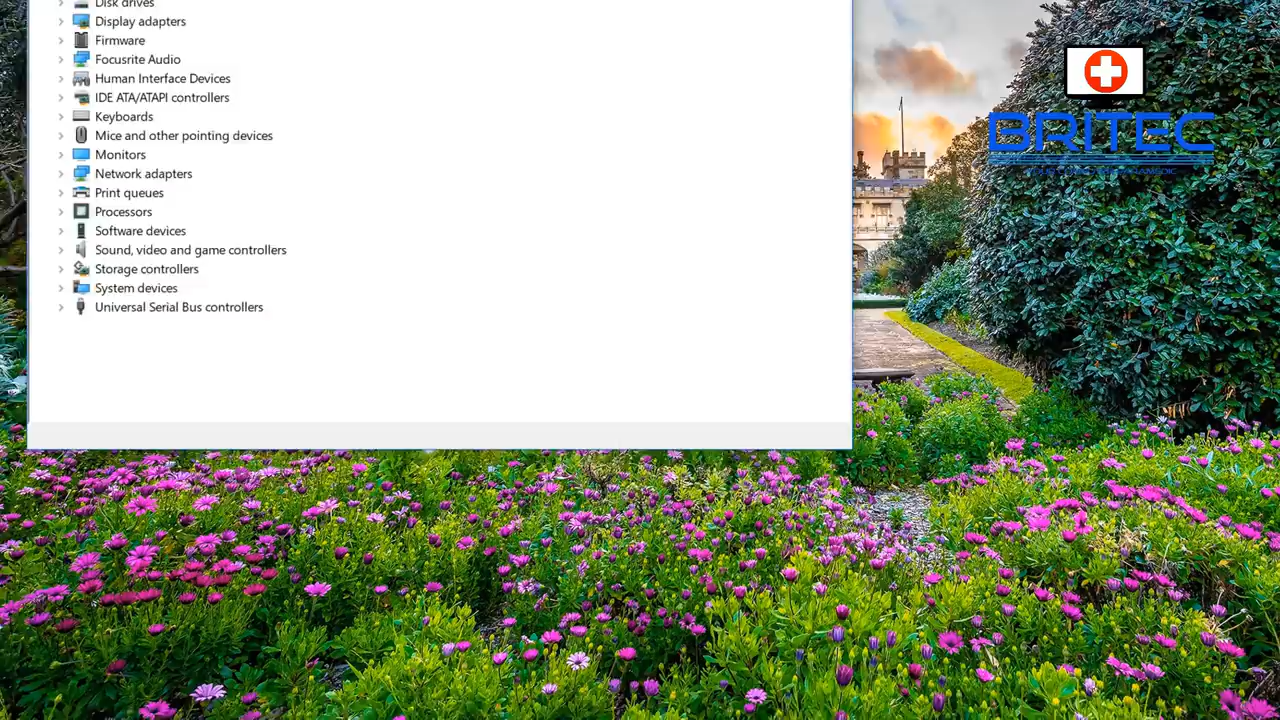 Disk drives
Display adapters
Firmware
Focusrite Audio
Human Interface Devices
IDE ATA/ATAPI controllers
Keyboards
Mice and other pointing devices
Monitors
Network adapters
Print queues
Processors
Software devices
Sound, video and game controllers
Storage controllers
System devices
Universal Serial Bus controllers
BRITEC